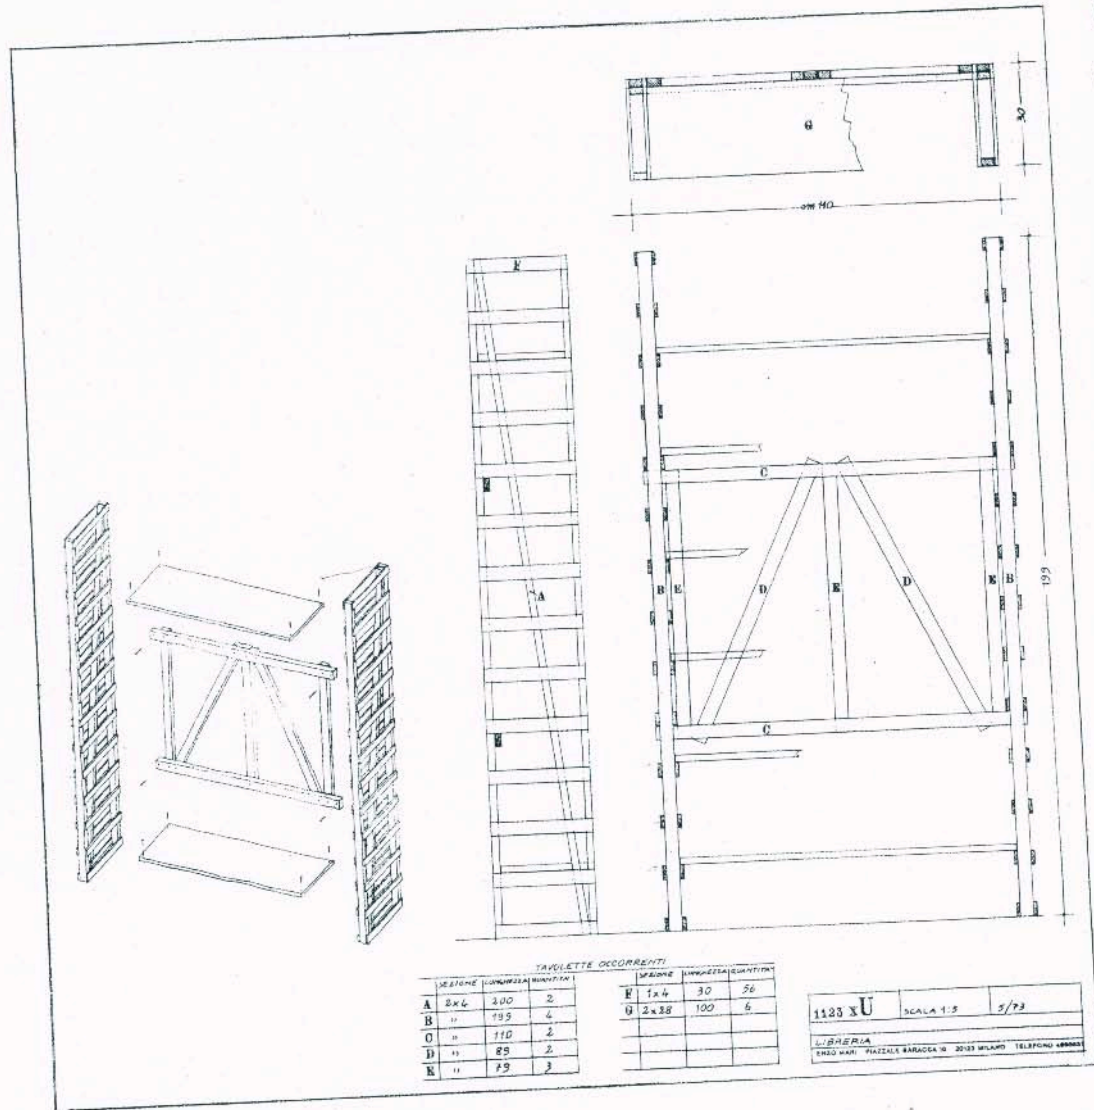 G
30
cm 110
F
C
199
A
B
E
D
E
D
E
B
C
TAVOLETTE OCCORRENTI
SEZIONE LUNGHEZZA QUANTITA'
A 2x4 200 2
B " 199 4
C " 110 2
D " 89 2
E " 79 3
SEZIONE LUNGHEZZA QUANTITA'
F 1x4 30 56
G 2x28 100 6
1123 xU SCALA 1:5 5/73
LIBRERIA
ENZO MARI PIAZZALE BARACCA 10 20123 MILANO TELEFONO